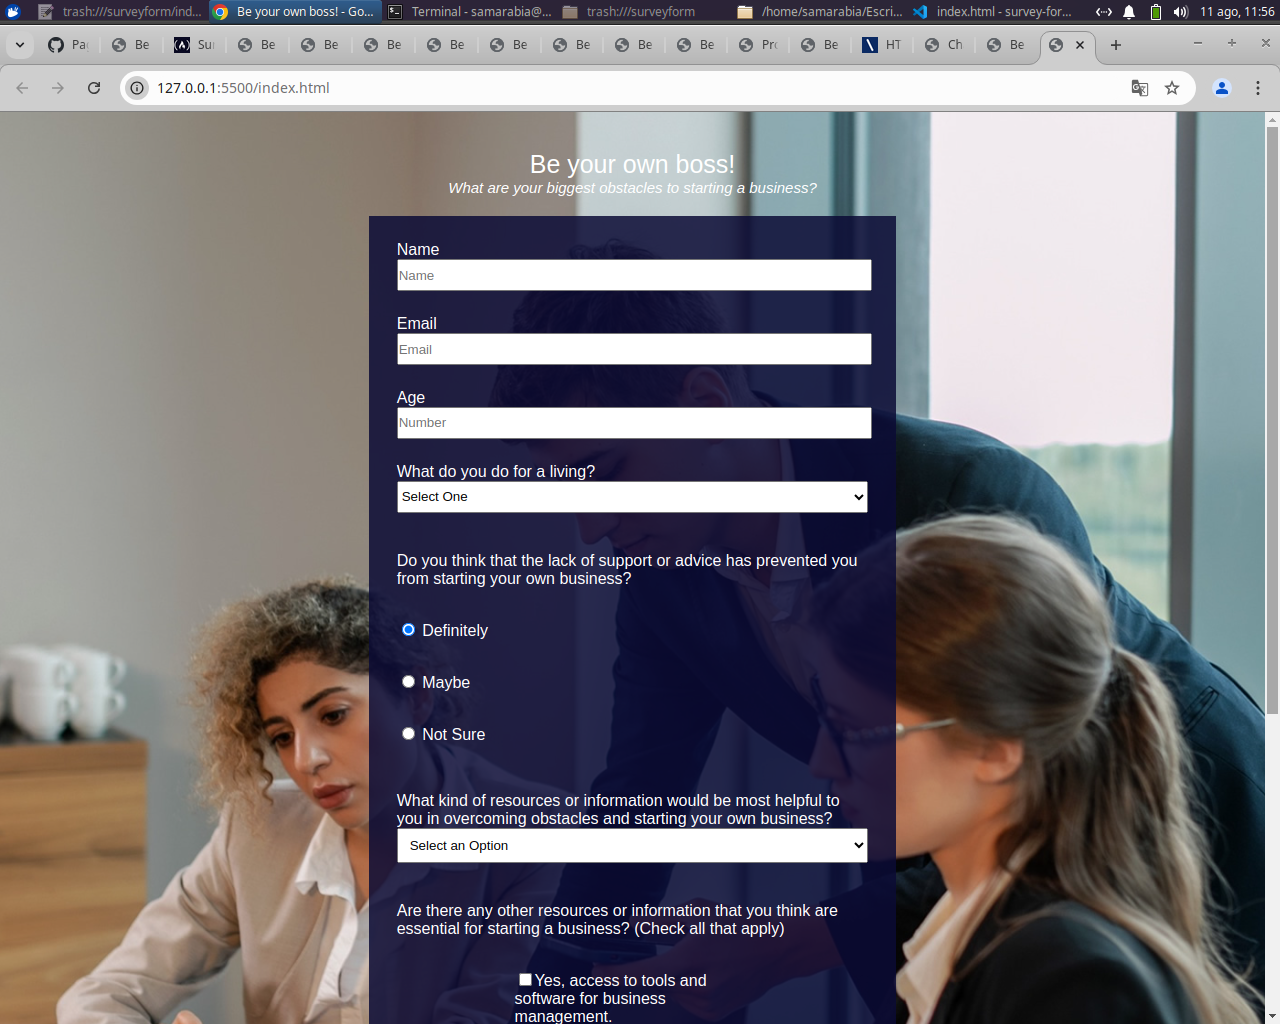 trash:///surveyform/ind...
Be your own boss! - Go...
Terminal - samarabia@...
trash:///surveyform
/home/samarabia/Escri...
index.html - survey-for...
11 ago, 11:56
Pa
Be
Su
Be
Be
Be
Be
Be
Be
Be
Be
Pr
Be
HT
Ch
Be
127.0.0.1:5500/index.html
Be your own boss!
What are your biggest obstacles to starting a business?
Name
Name
Email
Email
Age
Number
What do you do for a living?
Select One
Do you think that the lack of support or advice has prevented you
from starting your own business?
Definitely
Maybe
Not Sure
What kind of resources or information would be most helpful to
you in overcoming obstacles and starting your own business?
Select an Option
Are there any other resources or information that you think are
essential for starting a business? (Check all that apply)
Yes, access to tools and
software for business
management.